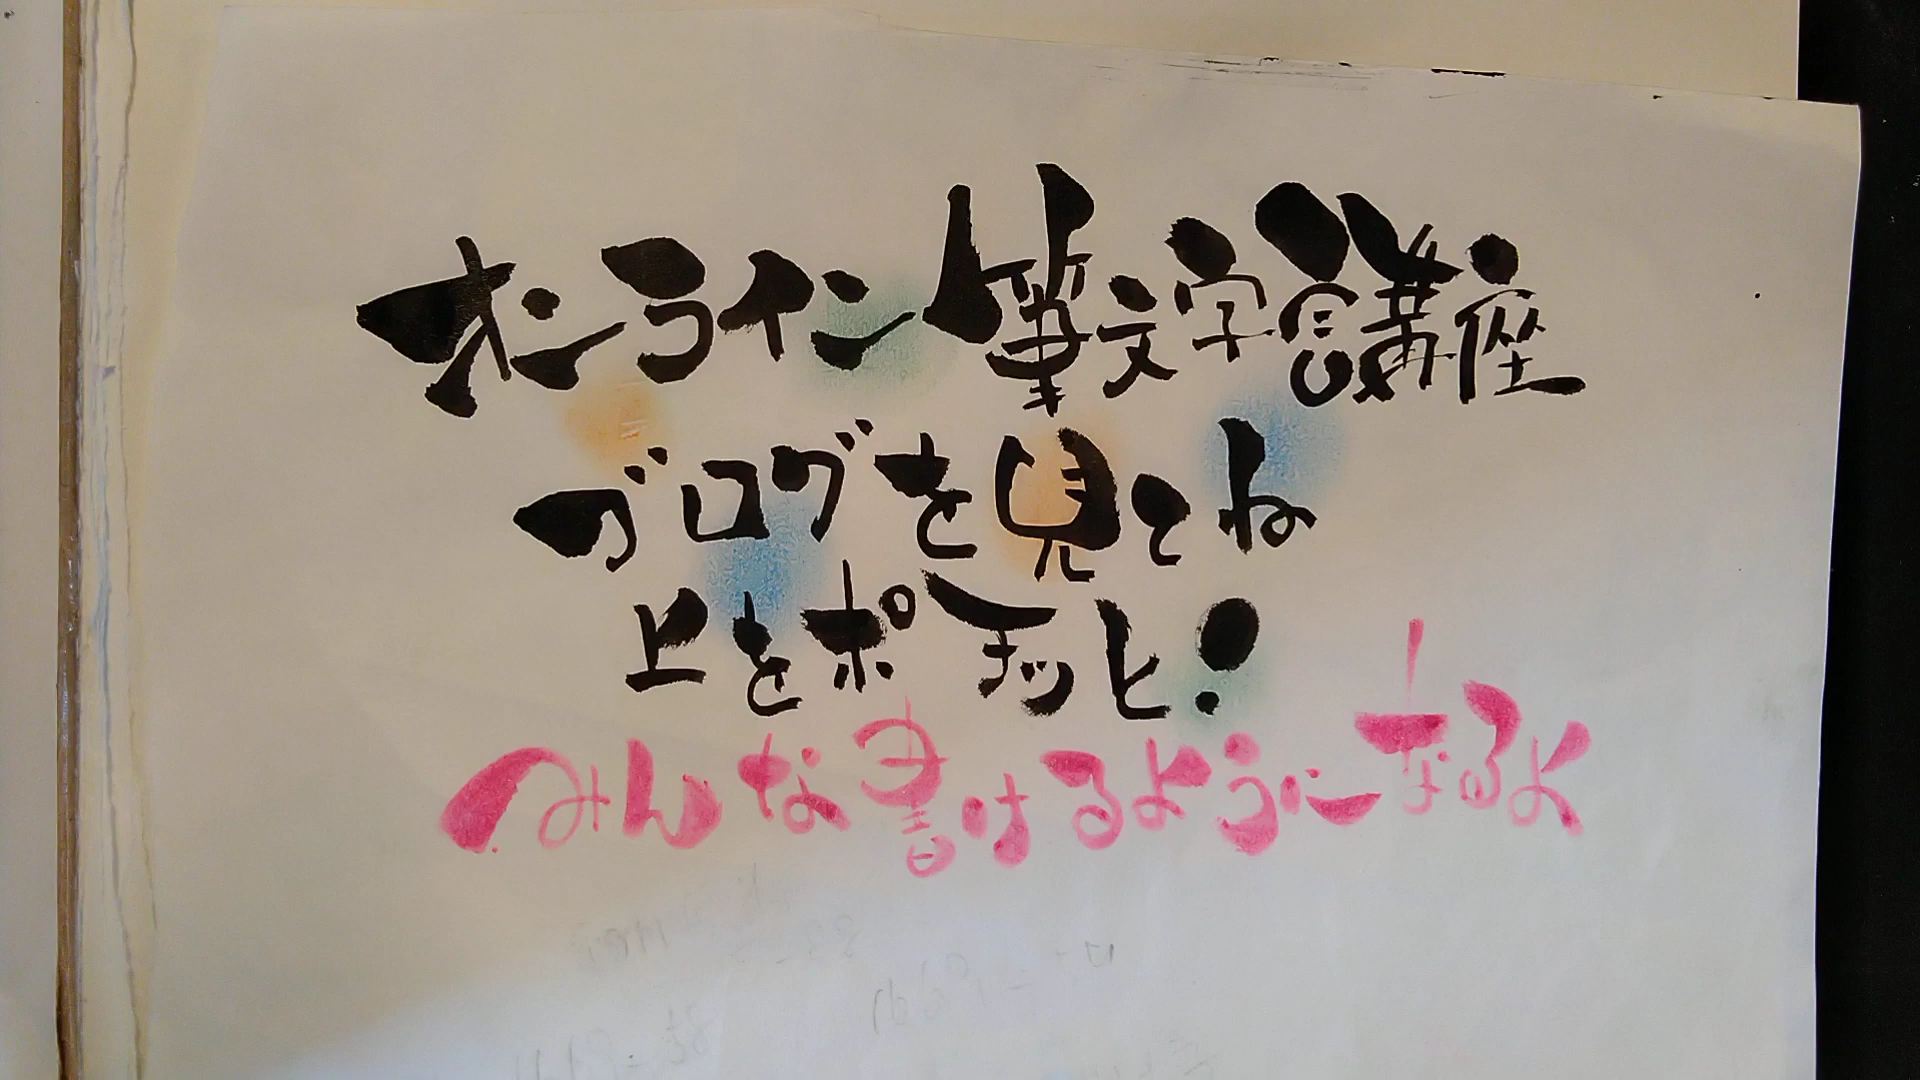 オンライン筆文字講座
ブログを見てね
上をポチッと!
みんな書けるようになるよ